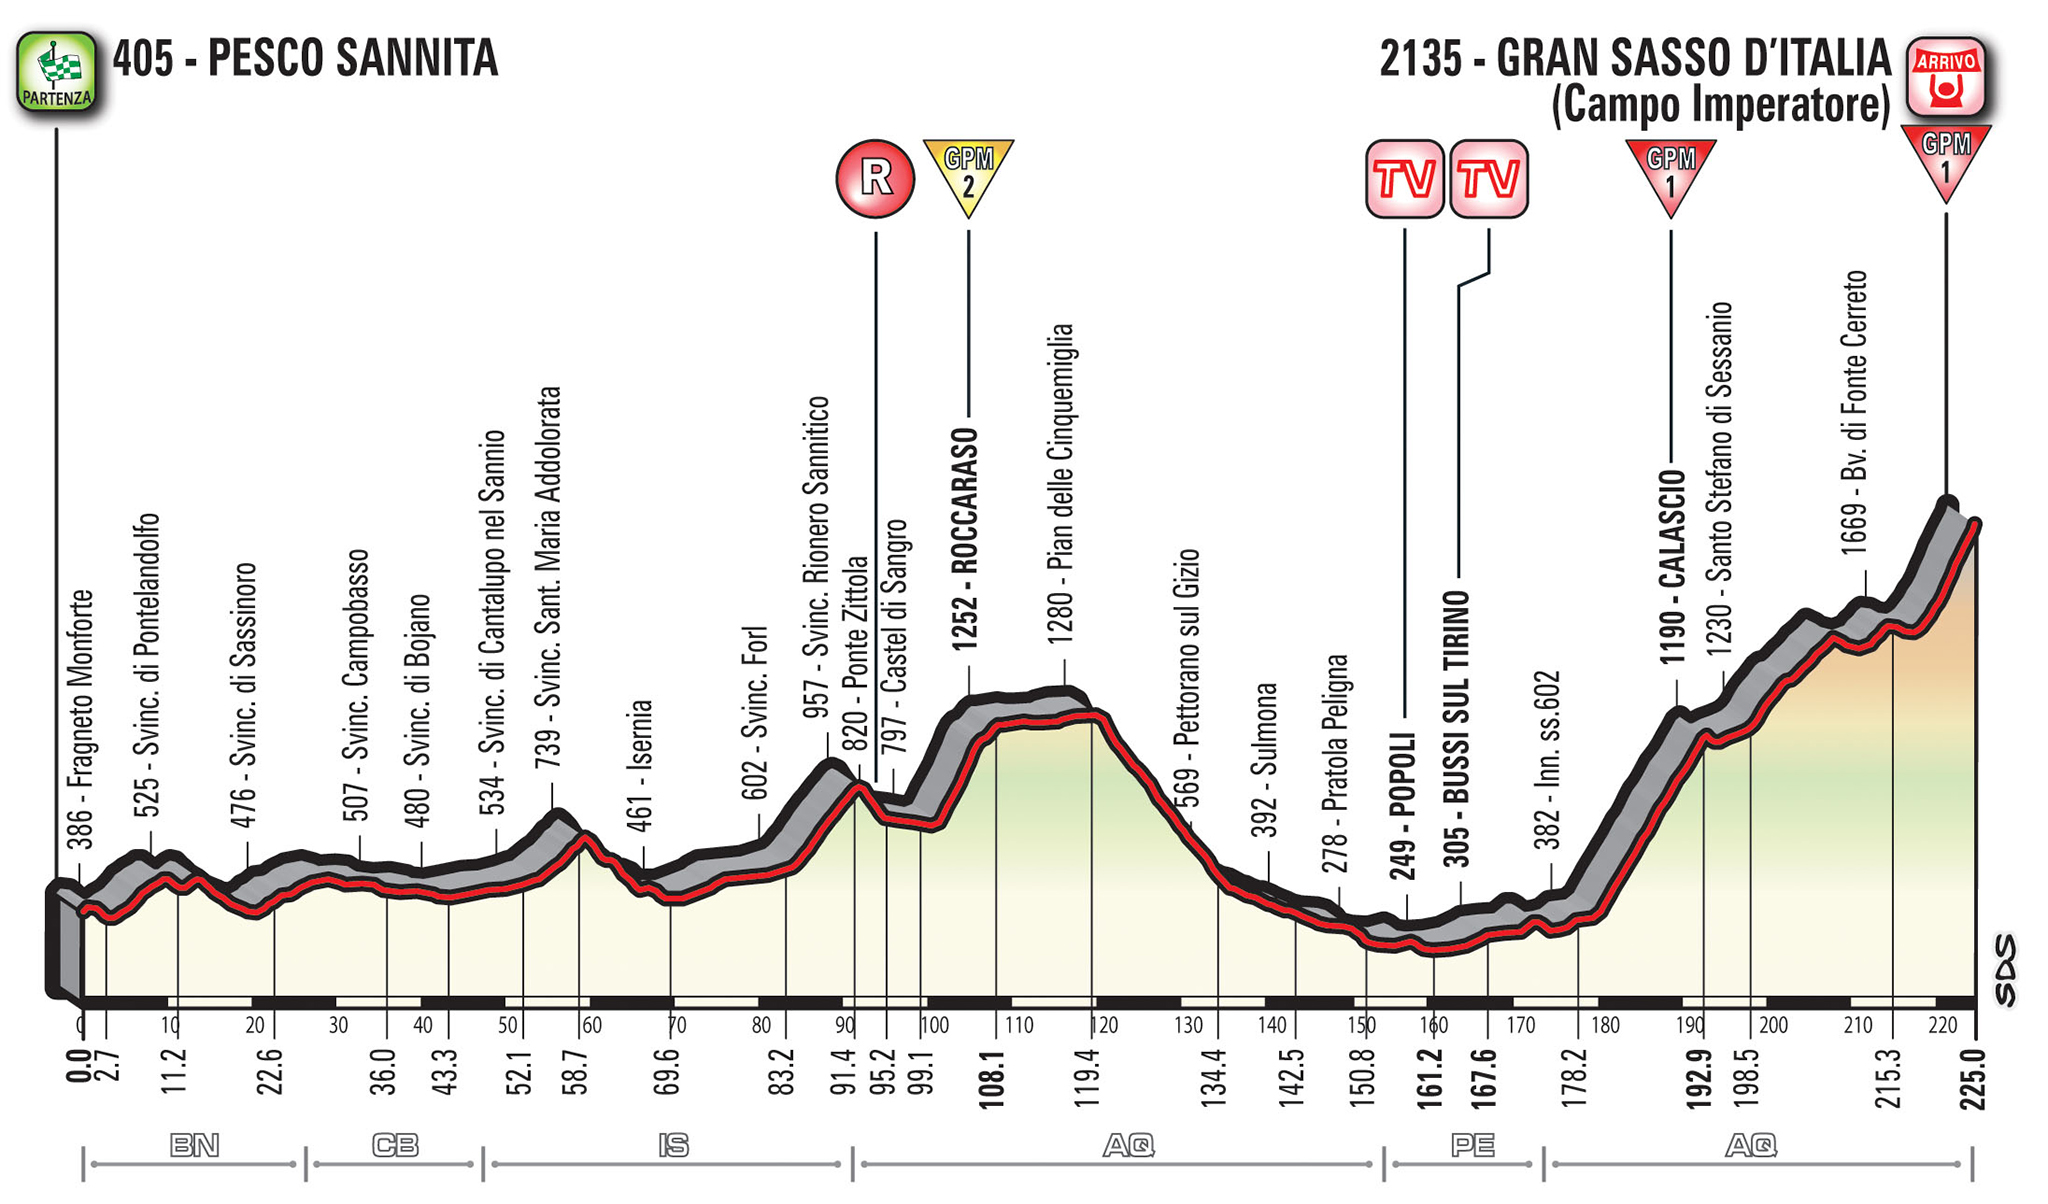 PARTENZA
405 - PESCO SANNITA
2135 - GRAN SASSO D'ITALIA
(Campo Imperatore)
ARRIVO
GPM
1
R
GPM
2
TV
TV
GPM
1
386 - Fragneto Monforte
525 - Svinc. di Pontelandolfo
476 - Svinc. di Sassinoro
507 - Svinc. Campobasso
480 - Svinc. di Bojano
534 - Svinc. di Cantalupo nel Sannio
739 - Svinc. Sant. Maria Addolorata
461 - Isernia
602 - Svinc. Forlì
957 - Svinc. Rionero Sannitico
820 - Ponte Zittola
797 - Castel di Sangro
1252 - ROCCARASO
1280 - Pian delle Cinquemiglia
569 - Pettorano sul Gizio
392 - Sulmona
278 - Pratola Peligna
249 - POPOLI
305 - BUSSI SUL TIRINO
382 - Inn. ss.602
1190 - CALASCIO
1230 - Santo Stefano di Sessanio
1669 - Bv. di Fonte Cerreto
SDS
0 10 20 30 40 50 60 70 80 90 100 110 120 130 140 150 160 170 180 190 200 210 220
0.0 2.7 11.2 22.6 36.0 43.3 52.1 58.7 69.6 83.2 91.4 95.2 99.1 108.1 119.4 134.4 142.5 150.8 161.2 167.6 178.2 192.9 198.5 215.3 225.0
BN CB IS AQ PE AQ